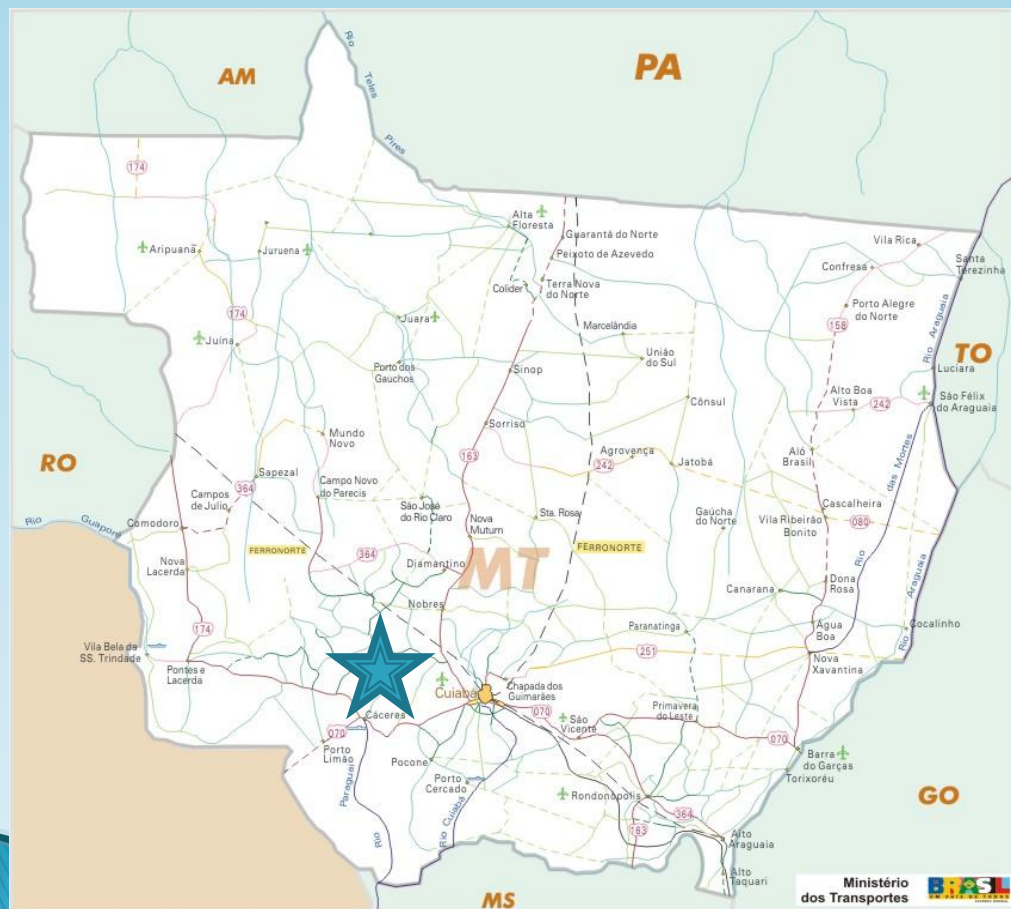 AM
PA
Rio
Teles
Pires
174
Alta
Floresta
Guarantã do Norte
Peixoto de Azevedo
Vila Rica
Santa
Terezinha
Aripuanã
Juruena
Confresa
Colider
Terra Nova
do Norte
Porto Alegre
do Norte
Rio Araguaia
174
Juara
Marcelândia
158
Juína
TO
Porto dos
Gauchos
Sinop
União
do Sul
Luciara
Alto Boa
Vista
242
São Félix
do Araguaia
Cônsul
Mundo
Novo
Sorriso
RO
Sapezal
163
Agrovença
242
Jatobá
Alô
Brasil
Rio das Mortes
364
Campos
de Julio
Campo Novo
do Parecis
São José
do Rio Claro
Nova
Mutum
Sta. Rosa
Gaúcha
do Norte
Cascalheira
Vila Ribeirão
Bonito
080
Rio Guaporé
Comodoro
FERRONORTE
364
FERRONORTE
MT
Nova
Lacerda
Diamantino
Nobres
Canarana
Dona
Rosa
Rio Araguaia
174
Paranatinga
Agua
Boa
Cocalinho
Vila Bela da
SS. Trindade
Pontes e
Lacerda
251
Nova
Xavantina
Cuiabá
Chapada dos
Guimarães
070
Cáceres
São
Vicente
Primavera
do Leste
070
070
Porto
Limão
Barra
do Garças
Torixoréu
Pocone
Porto
Cercado
Rio Paraguai
Rio Cuiabá
Rondonopolis
364
GO
163
Alto
Araguaia
Alto
Taquari
MS
Ministério
dos Transportes
BRASIL